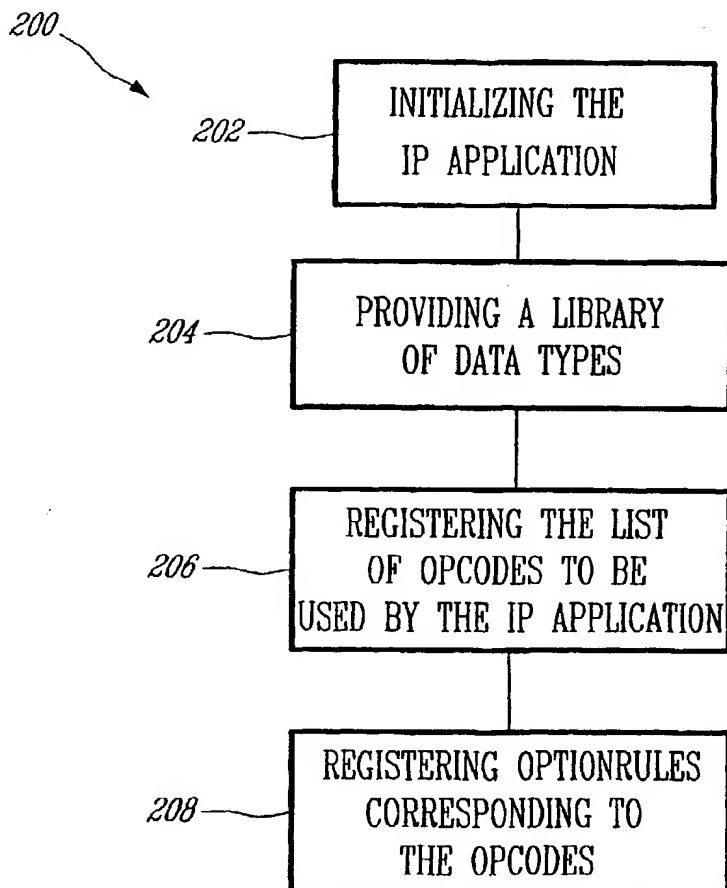 200
202
INITIALIZING THE
IP APPLICATION
204
PROVIDING A LIBRARY
OF DATA TYPES
206
REGISTERING THE LIST
OF OPCODES TO BE
USED BY THE IP APPLICATION
208
REGISTERING OPTIONRULES
CORRESPONDING TO
THE OPCODES